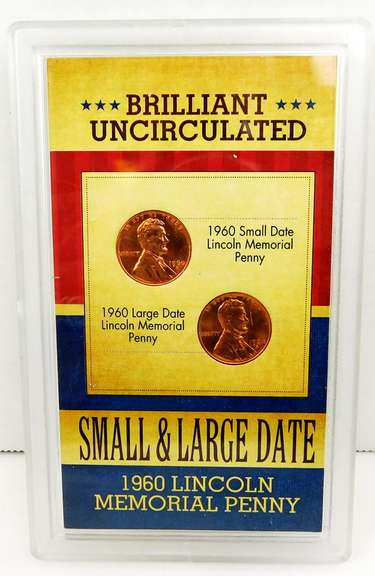 BRILLIANT
UNCIRCULATED
1960 Small Date
Lincoln Memorial
Penny
1960 Large Date
Lincoln Memorial
Penny
SMALL & LARGE DATE
1960 LINCOLN
MEMORIAL PENNY